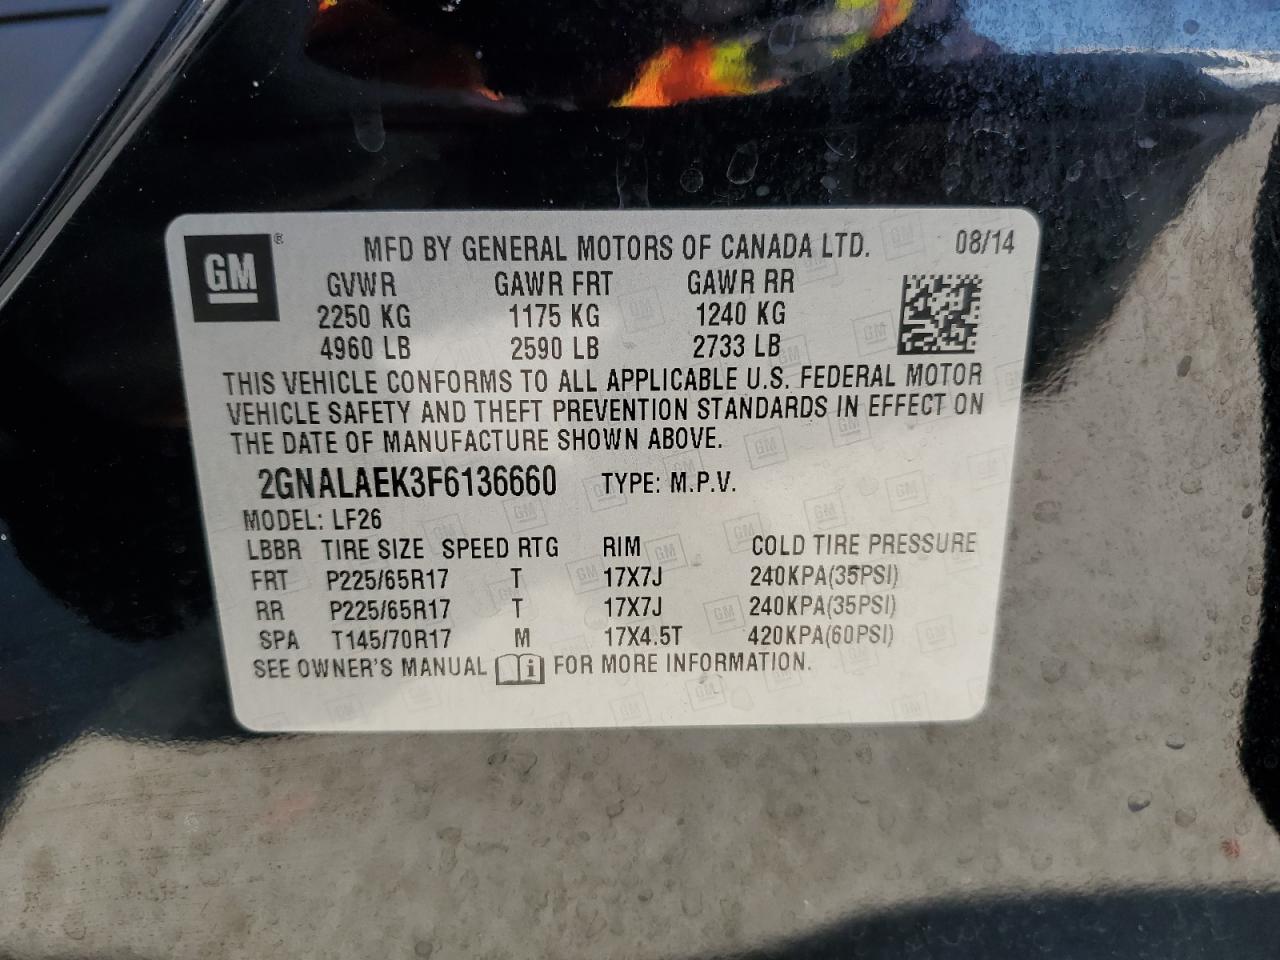 GM ® MFD BY GENERAL MOTORS OF CANADA LTD. 08/14
GVWR GAWR FRT GAWR RR
2250 KG 1175 KG 1240 KG
4960 LB 2590 LB 2733 LB
THIS VEHICLE CONFORMS TO ALL APPLICABLE U.S. FEDERAL MOTOR
VEHICLE SAFETY AND THEFT PREVENTION STANDARDS IN EFFECT ON
THE DATE OF MANUFACTURE SHOWN ABOVE.
2GNALAEK3F6136660 TYPE: M.P.V.
MODEL: LF26
LBBR TIRE SIZE SPEED RTG RIM COLD TIRE PRESSURE
FRT P225/65R17 T 17X7J 240KPA(35PSI)
RR P225/65R17 T 17X7J 240KPA(35PSI)
SPA T145/70R17 M 17X4.5T 420KPA(60PSI)
SEE OWNER'S MANUAL i FOR MORE INFORMATION.